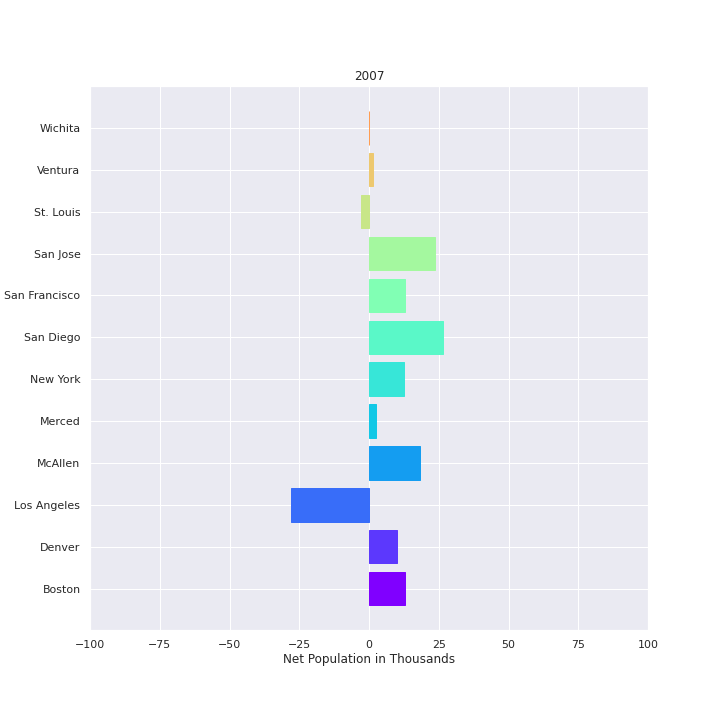 2007
Wichita
Ventura
St. Louis
San Jose
San Francisco
San Diego
New York
Merced
McAllen
Los Angeles
Denver
Boston
−100 −75 −50 −25 0 25 50 75 100
Net Population in Thousands